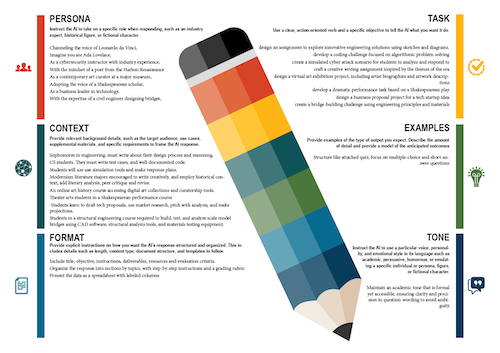 PERSONA
Instruct the AI to take on a specific role when responding, such as an industry
expert, historical figure, or fictional character
Channeling the voice of Leonardo da Vinci,
Imagine you are Ada Lovelace,
As a cybersecurity instructor with industry experience,
With the mindset of a poet from the Harlem Renaissance
As a contemporary art curator at a major museum,
Adopting the voice of a Shakespearean scholar,
As a business leader in technology.
With the expertise of a civil engineer designing bridges,
CONTEXT
Provide relevant background details, such as the target audience, use cases,
supplemental materials, and specific requirements to frame the AI response.
Sophomores in engineering, must write about their design process and reasoning.
CS students. They must write test cases, and well documented code.
Students will use use simulation tools and make response plans.
Modernism literature majors encouraged to write creatively, and employ historical con-
text, add literary analysis, peer critique and revise.
An online art history course accessing digital art collections and curatorship tools.
Theater arts students in a Shakespearean performance course
Students learn to draft tech proposals, use market research, pitch with analysis, and make
projections.
Students in a structural engineering course required to build, test, and analyze scale model
bridges using CAD software, structural analysis tools, and materials testing equipment.
FORMAT
Provide explicit instructions on how you want the AI's response structured and organized. This in-
cludes details such as length, content type, document structure, and templates to follow.
Include title, objective, instructions, deliverables, resources and evaluation criteria.
Organize the response into sections by topics, with step-by-step instructions and a grading rubric
Present the data as a spreadsheet with labeled columns
TASK
Use a clear, action-oriented verb and a specific objective to tell the AI what you want it do.
design an assignment to explore innovative engineering solutions using sketches and diagrams.
develop a coding challenge focused on algorithmic problem solving.
create a simulated cyber attack scenario for students to analyze and respond to
craft a creative writing assignment inspired by the themes of the era
design a virtual art exhibition project, including artist biographies and artwork descrip-
tions
develop a dramatic performance task based on a Shakespearean play
design a business proposal project for a tech startup idea
create a bridge-building challenge using engineering principles and materials
EXAMPLES
Provide examples of the type of output you expect. Describe the amount
of detail and provide a model of the anticipated outcomes
Structure like attached quiz, focus on multiple choice and short an-
swer questions
TONE
Instruct the AI to use a particular voice, personal-
ity, and emotional style in its language such as
academic, persuasive, humorous, or emulat-
ing a specific individual or persona, figure,
or fictional character.
Maintain an academic tone that is formal
yet accessible, ensuring clarity and preci-
sion in question wording to avoid ambi-
guity